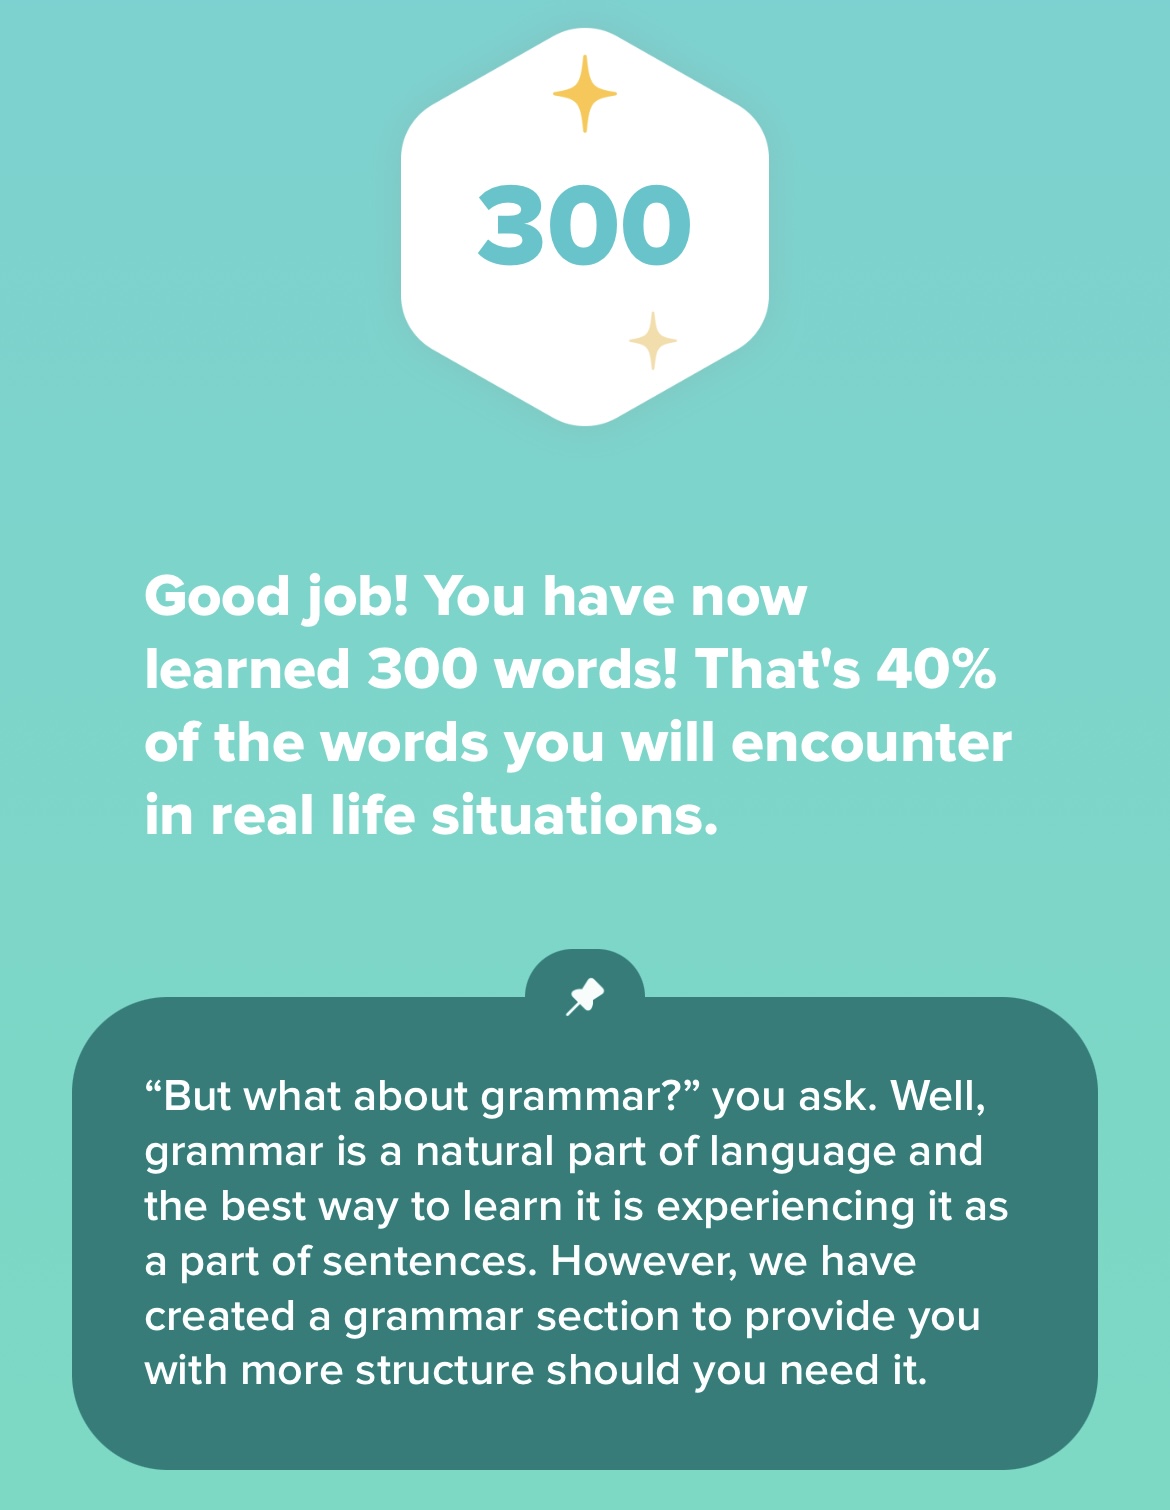 300
Good job! You have now
learned 300 words! That's 40%
of the words you will encounter
in real life situations.
“But what about grammar?” you ask. Well,
grammar is a natural part of language and
the best way to learn it is experiencing it as
a part of sentences. However, we have
created a grammar section to provide you
with more structure should you need it.